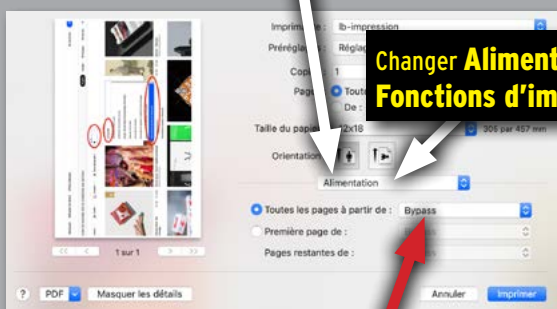 Imprimante : lb-impression
Préréglages : Réglag
Copies : 1
Changer Aliment
Fonctions d'im
Pages : Toute
De :
Taille du papier : 12x18 305 par 457 mm
Orientation
Alimentation
Toutes les pages à partir de : Bypass
Première page de :
Pages restantes de :
<< < 1 sur 1 > >>
? PDF Masquer les détails Annuler Imprimer